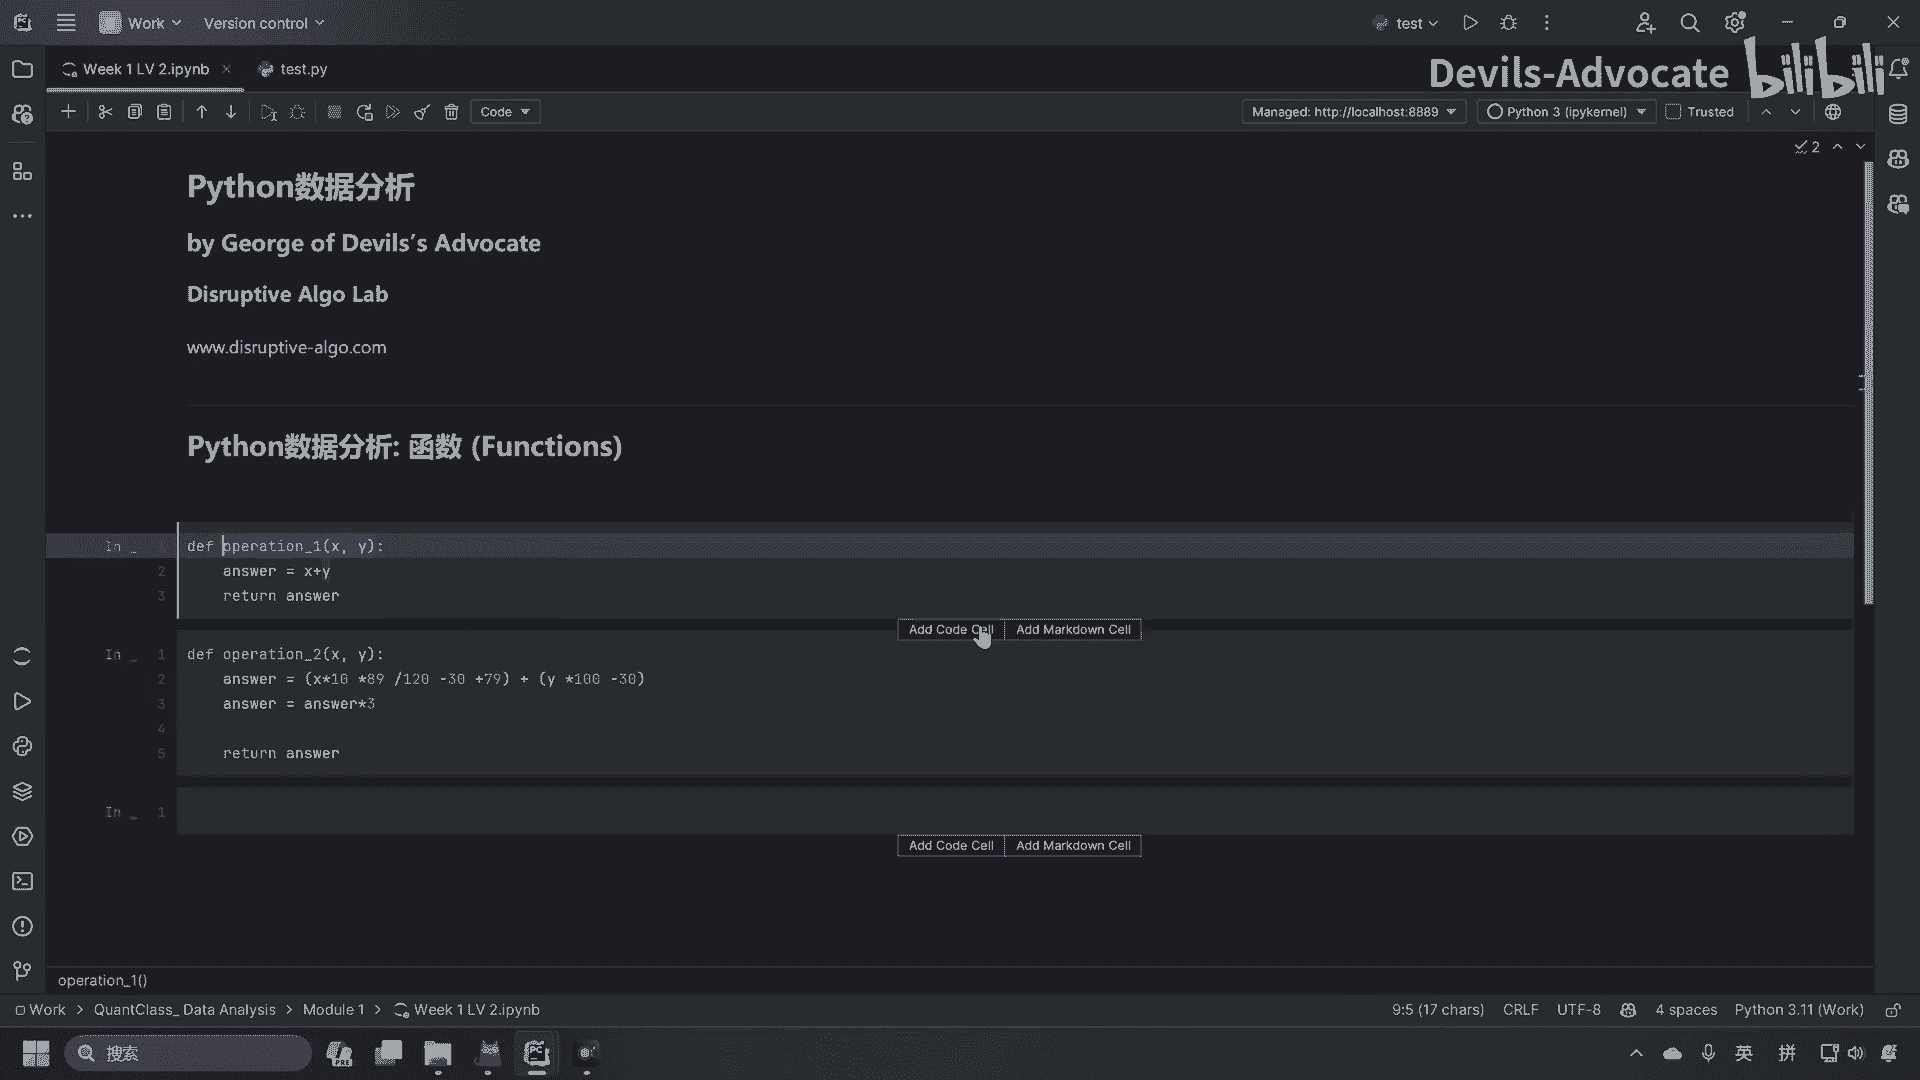 Work
Version control
test
Week 1 LV 2.ipynb
test.py
Devils-Advocate bilibili
Code
Managed: http://localhost:8889
Python 3 (ipykernel)
Trusted
2
Python数据分析
by George of Devils’s Advocate
Disruptive Algo Lab
www.disruptive-algo.com
Python数据分析: 函数 (Functions)
In _ 1 def operation_1(x, y):
2 answer = x+y
3 return answer
Add Code Cell Add Markdown Cell
In _ 1 def operation_2(x, y):
2 answer = (x*10 *89 /120 -30 +79) + (y *100 -30)
3 answer = answer*3
4
5 return answer
In _ 1
Add Code Cell Add Markdown Cell
operation_1()
Work > QuantClass_ Data Analysis > Module 1 > Week 1 LV 2.ipynb
9:5 (17 chars) CRLF UTF-8 4 spaces Python 3.11 (Work)
搜索
PRE
PC
英
拼